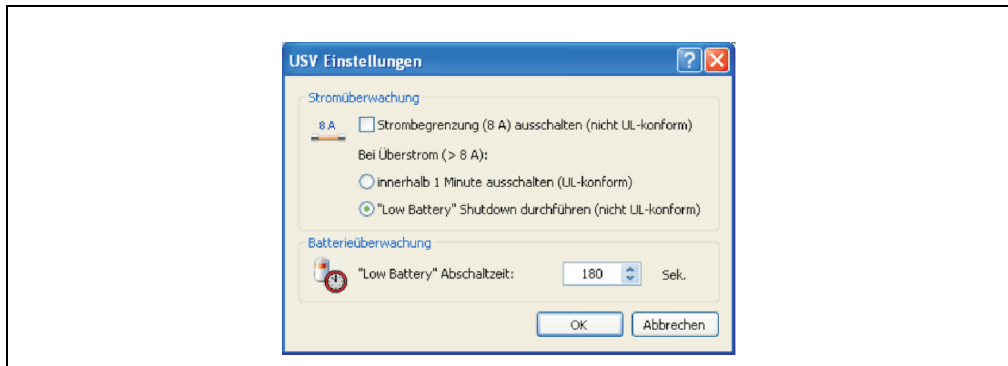 USV Einstellungen
Stromüberwachung
8 A
Strombegrenzung (8 A) ausschalten (nicht UL-konform)
Bei Überstrom (> 8 A):
innerhalb 1 Minute ausschalten (UL-konform)
"Low Battery" Shutdown durchführen (nicht UL-konform)
Batterieüberwachung
"Low Battery" Abschaltzeit:
180
Sek.
OK
Abbrechen